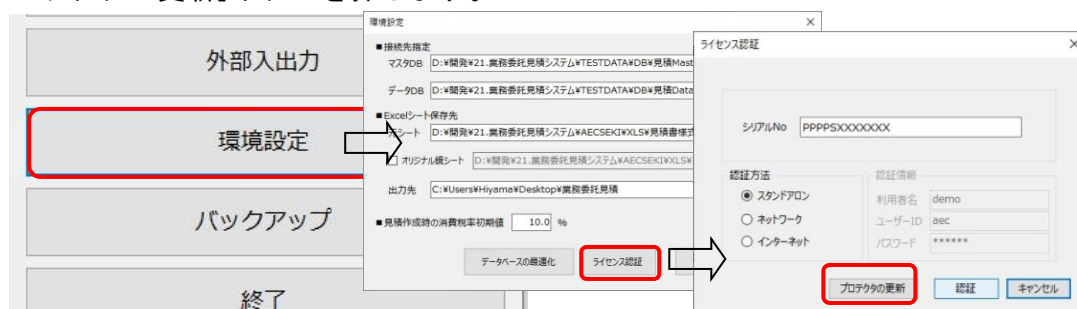 外部入出力
環境設定
バックアップ
終了
環境設定
■接続先指定
マスタDB D:¥開発¥21.業務委託見積システム¥TESTDATA¥DB¥見積Mast
データDB D:¥開発¥21.業務委託見積システム¥TESTDATA¥DB¥見積Data
■Excelシート保存先
D:¥開発¥21.業務委託見積システム¥AECSEKI¥XLS¥見積書様式
オリジナル鏡シート D:¥開発¥21.業務委託見積システム¥AECSEKI¥XLS¥
出力先 C:¥Users¥Hiyama¥Desktop¥業務委託見積
■見積作成時の消費税率初期値 10.0 %
データベースの最適化 ライセンス認証
ライセンス認証
シリアルNo PPPPSXXXXXXX
認証方法
スタンドアロン
ネットワーク
インターネット
認証情報
利用者名 demo
ユーザーID aec
パスワード ******
プロテクタの更新 認証 キャンセル